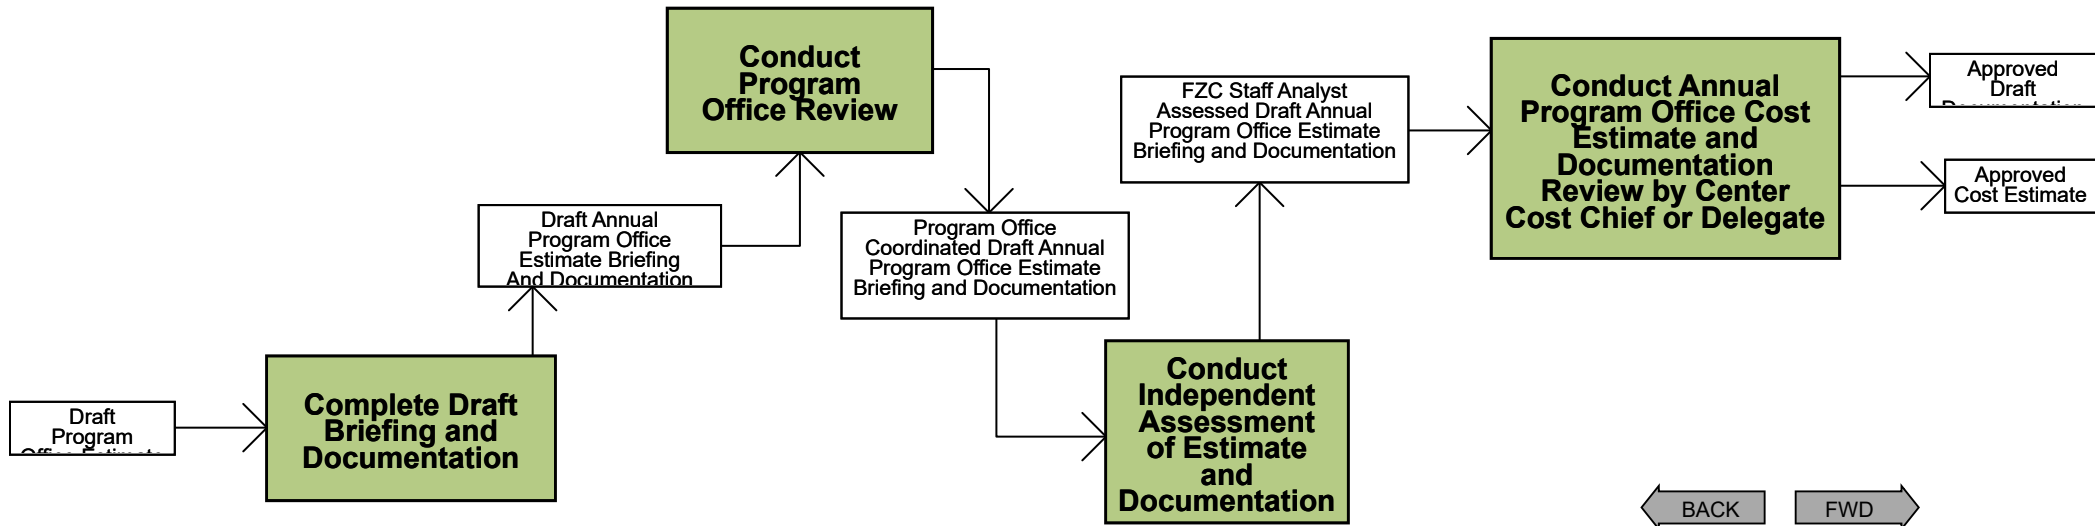 Draft
Program
Office Estimate
Complete Draft
Briefing and
Documentation
Draft Annual
Program Office
Estimate Briefing
And Documentation
Conduct
Program
Office Review
Program Office
Coordinated Draft Annual
Program Office Estimate
Briefing and Documentation
Conduct
Independent
Assessment
of Estimate
and
Documentation
FZC Staff Analyst
Assessed Draft Annual
Program Office Estimate
Briefing and Documentation
Conduct Annual
Program Office Cost
Estimate and
Documentation
Review by Center
Cost Chief or Delegate
Approved
Draft
Documentation
Approved
Cost Estimate
BACK
FWD